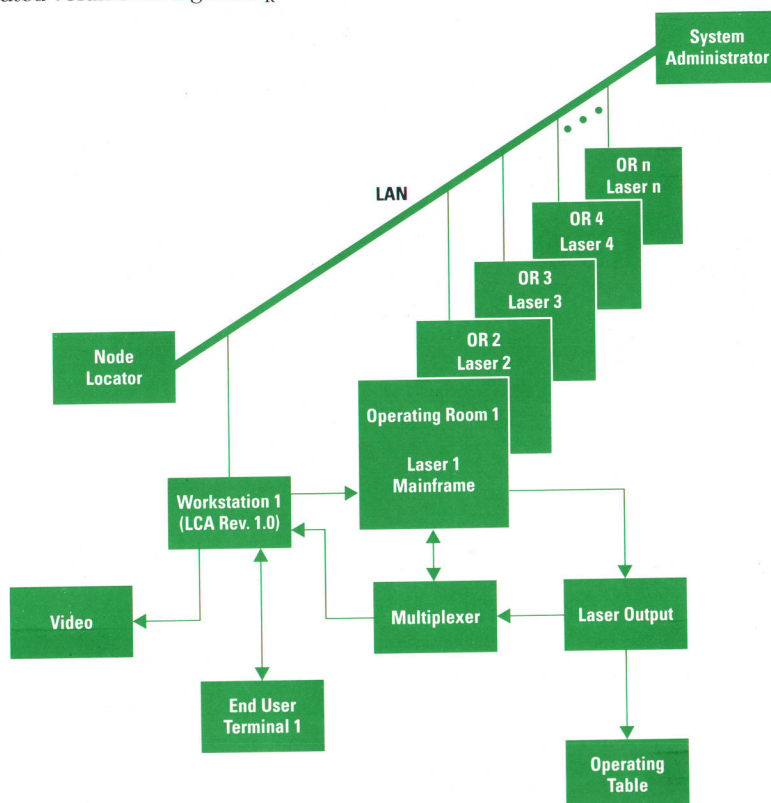 System
Administrator
LAN
OR n
Laser n
OR 4
Laser 4
OR 3
Laser 3
OR 2
Laser 2
Node
Locator
Operating Room 1
Laser 1
Mainframe
Workstation 1
(LCA Rev. 1.0)
Video
Multiplexer
Laser Output
End User
Terminal 1
Operating
Table